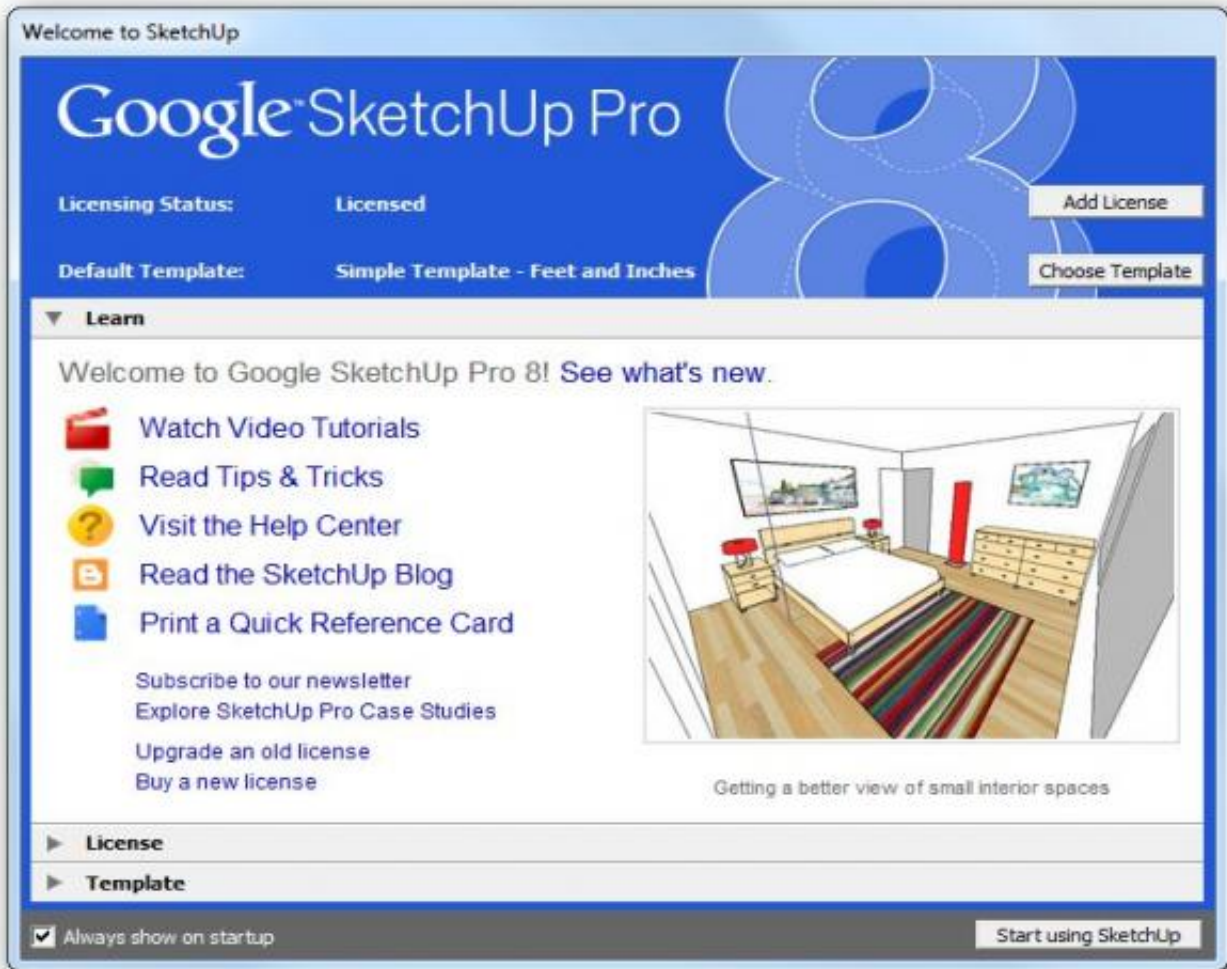 Welcome to SketchUp
Google™ SketchUp Pro
8
Licensing Status: Licensed
Add License
Default Template: Simple Template - Feet and Inches
Choose Template
Learn
Welcome to Google SketchUp Pro 8! See what's new.
Watch Video Tutorials
Read Tips & Tricks
? Visit the Help Center
Read the SketchUp Blog
Print a Quick Reference Card
Subscribe to our newsletter
Explore SketchUp Pro Case Studies
Upgrade an old license
Buy a new license
Getting a better view of small interior spaces
License
Template
Always show on startup
Start using SketchUp